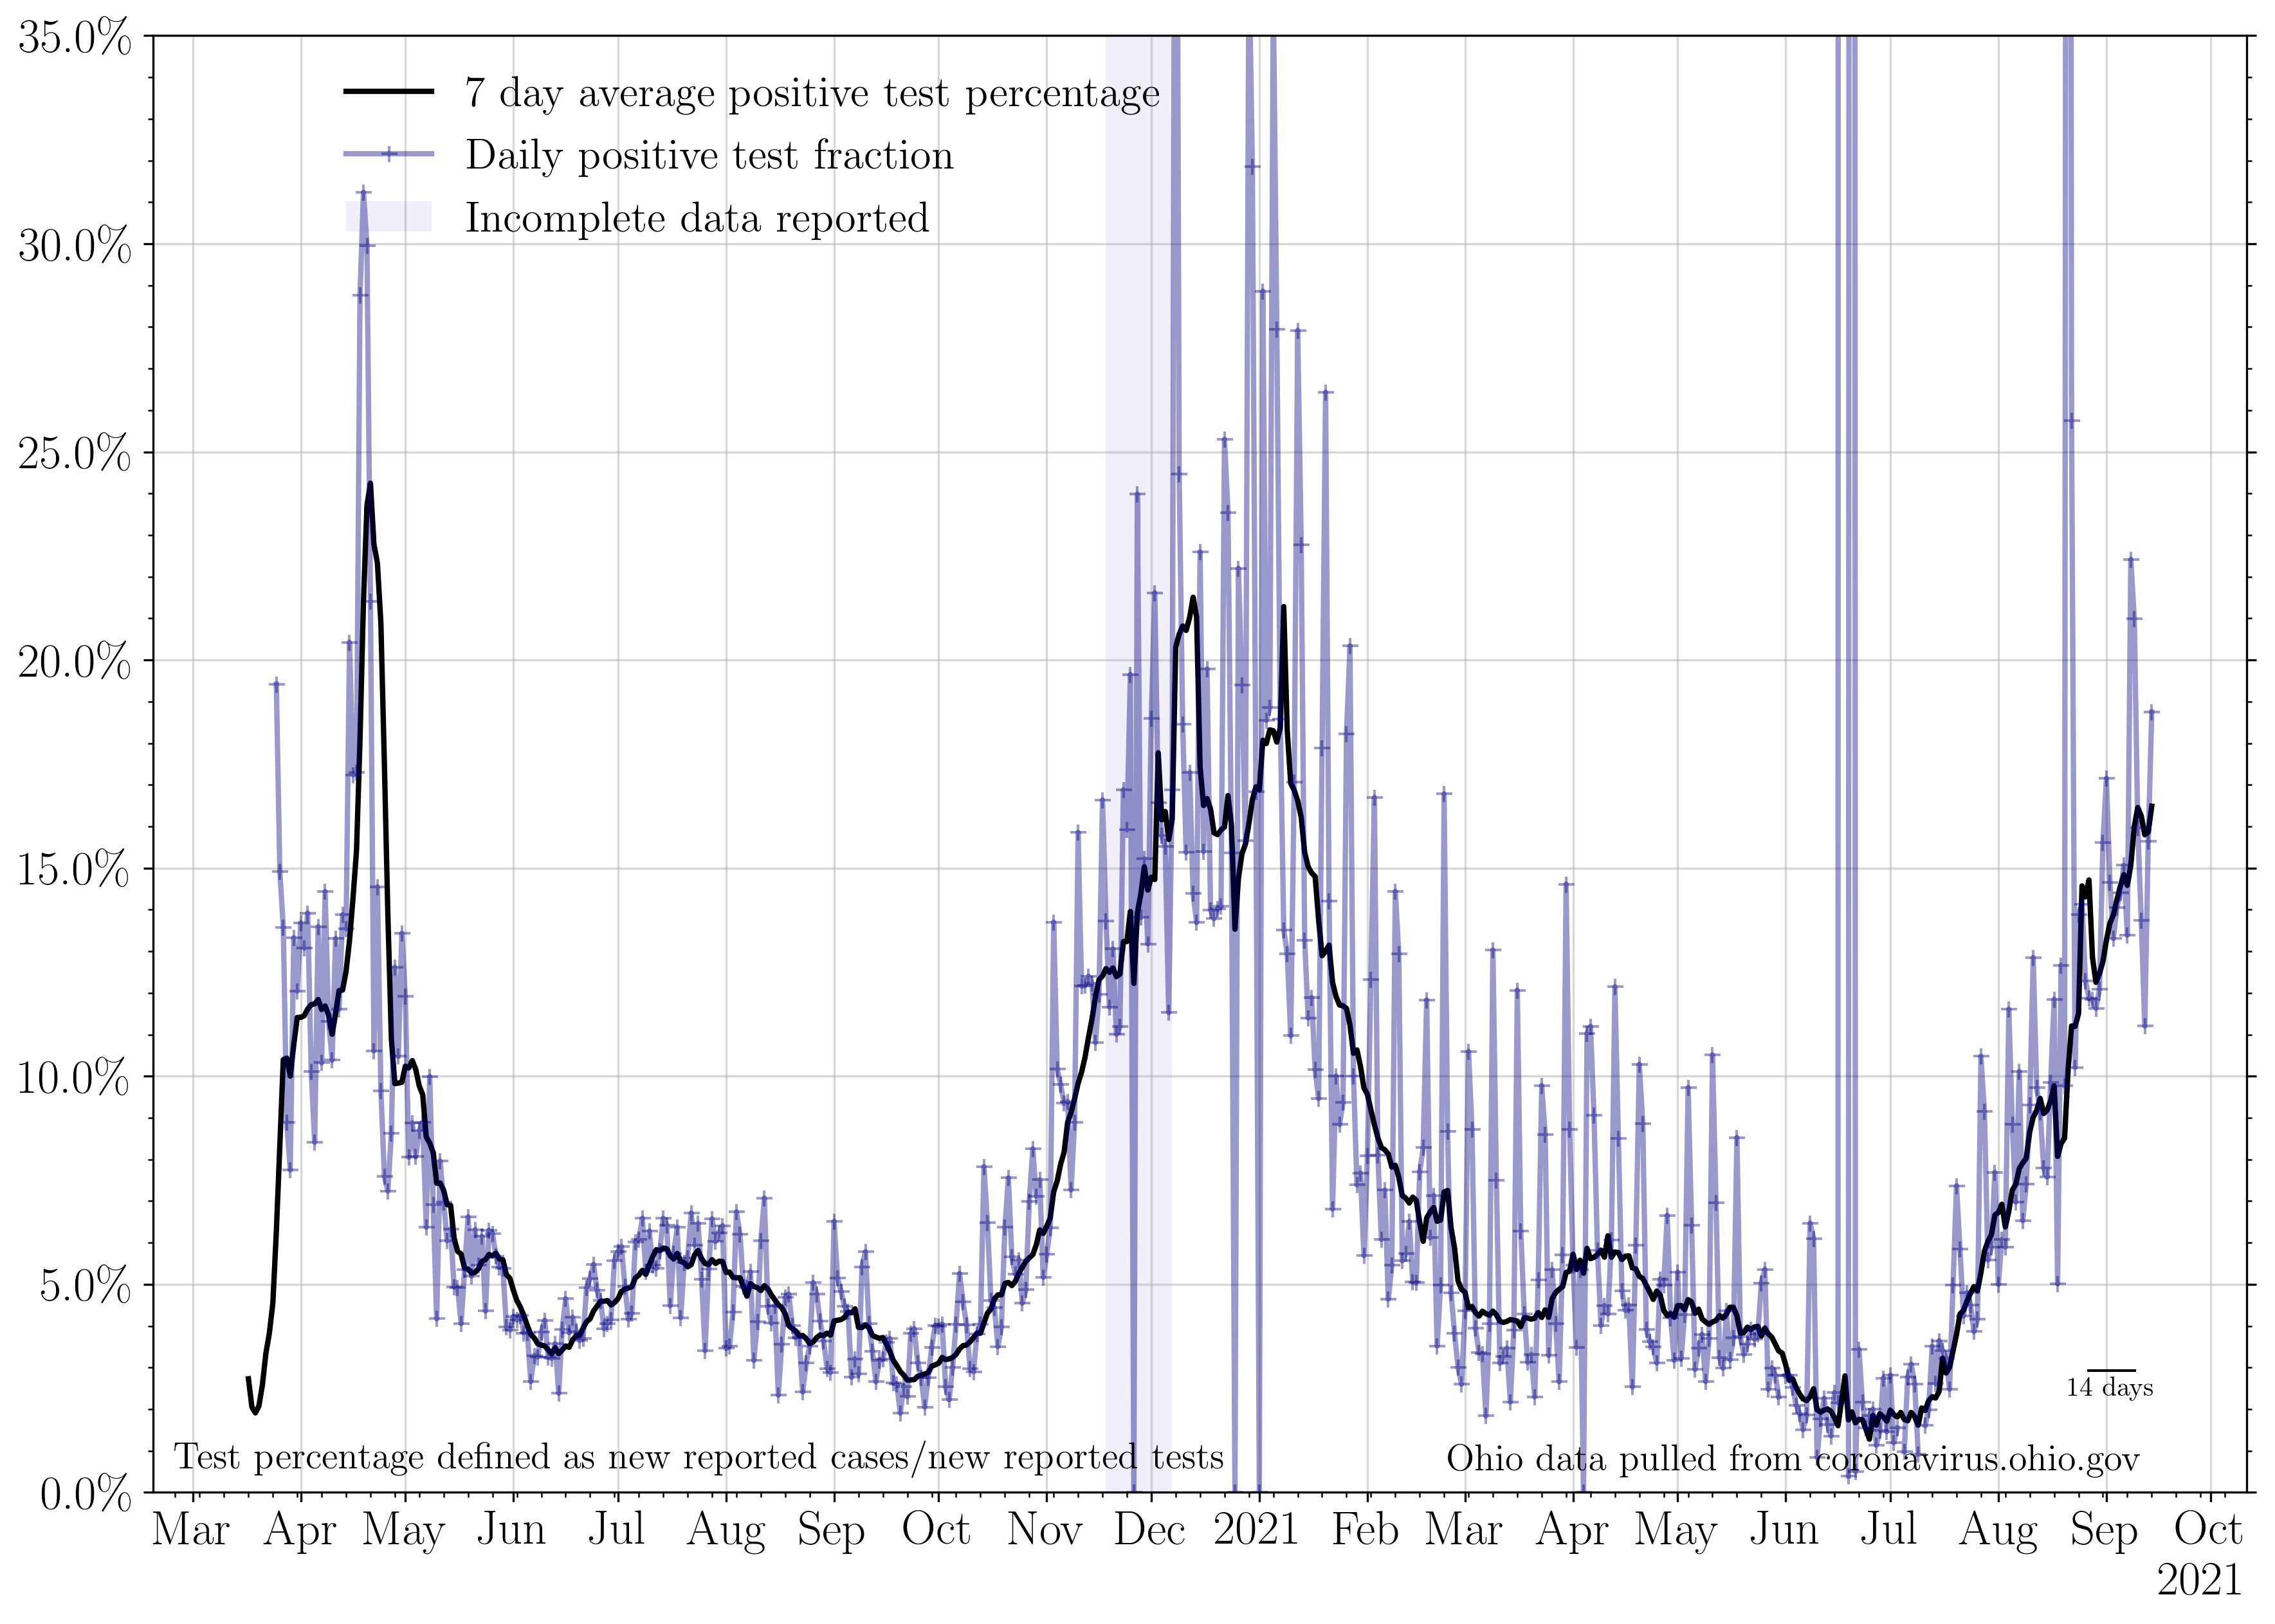 35.0%
30.0%
25.0%
20.0%
15.0%
10.0%
5.0%
0.0%
7 day average positive test percentage
Daily positive test fraction
Incomplete data reported
14 days
Test percentage defined as new reported cases/new reported tests
Ohio data pulled from coronavirus.ohio.gov
Mar Apr May Jun Jul Aug Sep Oct Nov Dec 2021 Feb Mar Apr May Jun Jul Aug Sep Oct
2021